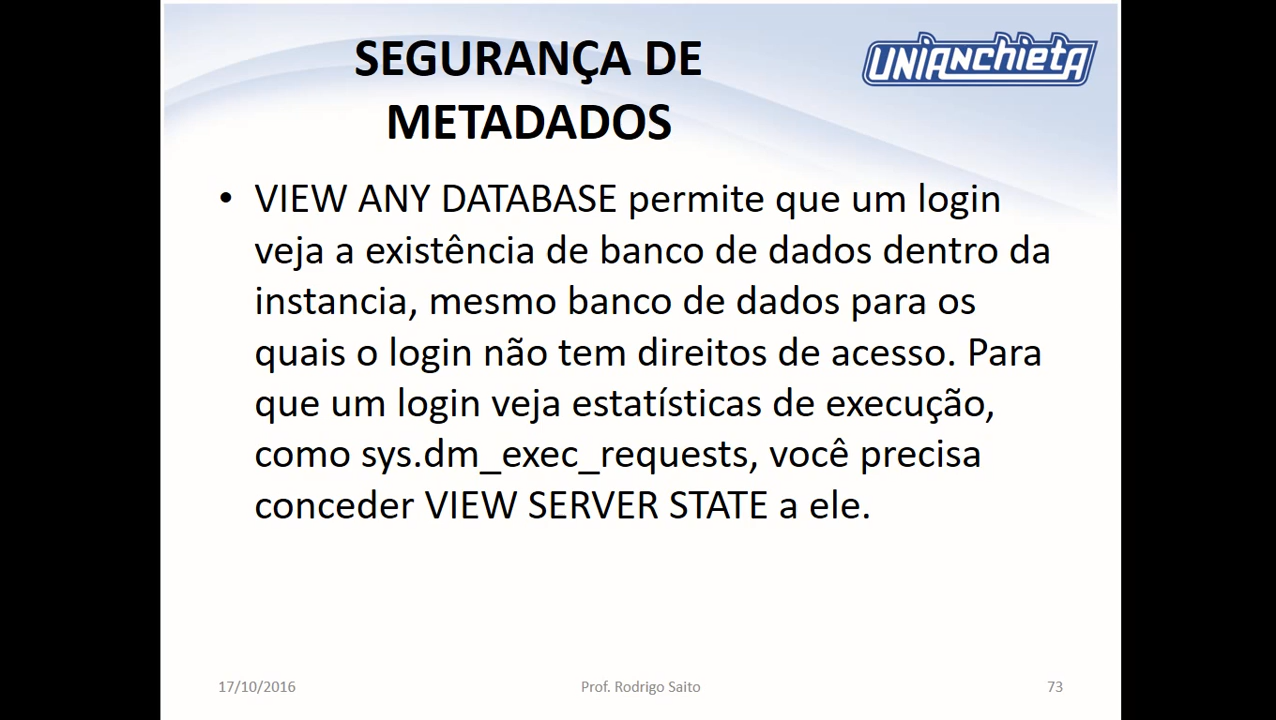 SEGURANÇA DE
METADADOS
UNIANCHIETA
• VIEW ANY DATABASE permite que um login
veja a existência de banco de dados dentro da
instancia, mesmo banco de dados para os
quais o login não tem direitos de acesso. Para
que um login veja estatísticas de execução,
como sys.dm_exec_requests, você precisa
conceder VIEW SERVER STATE a ele.
17/10/2016
Prof. Rodrigo Saito
73